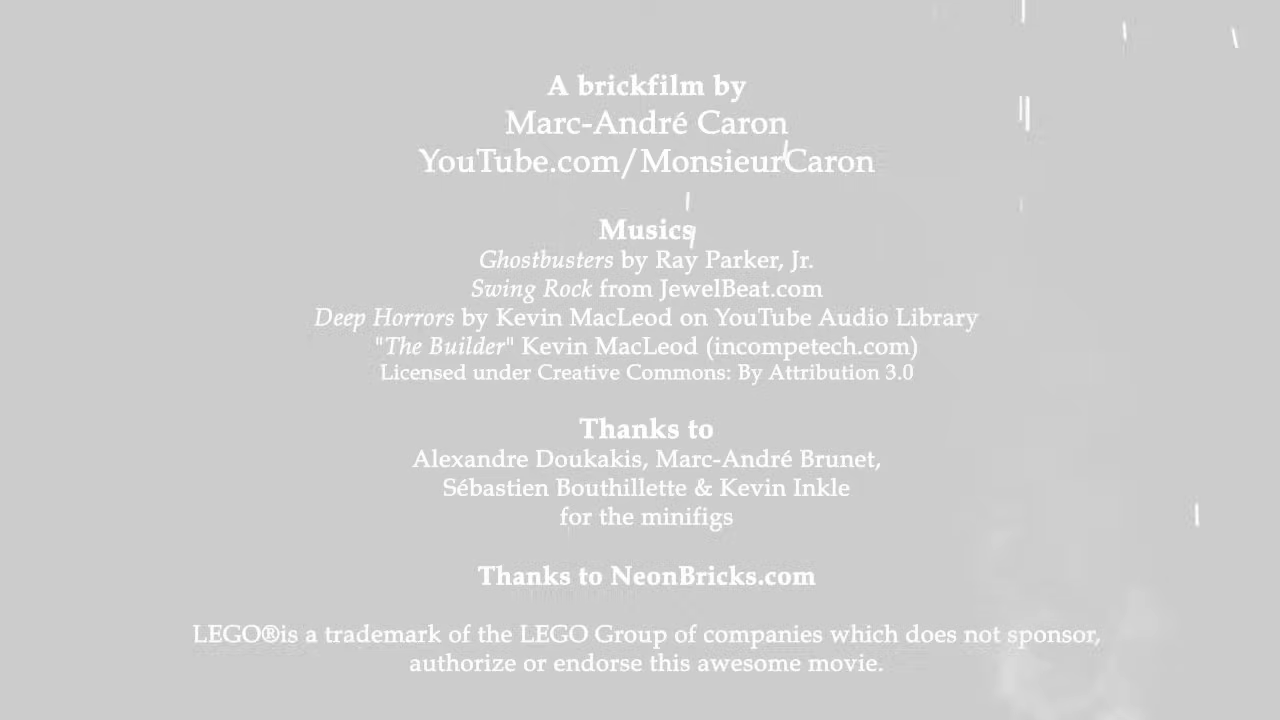 A brickfilm by
Marc-André Caron
YouTube.com/MonsieurCaron
Musics
Ghostbusters by Ray Parker, Jr.
Swing Rock from JewelBeat.com
Deep Horrors by Kevin MacLeod on YouTube Audio Library
"The Builder" Kevin MacLeod (incompetech.com)
Licensed under Creative Commons: By Attribution 3.0
Thanks to
Alexandre Doukakis, Marc-André Brunet,
Sébastien Bouthillette & Kevin Inkle
for the minifigs
Thanks to NeonBricks.com
LEGO®is a trademark of the LEGO Group of companies which does not sponsor,
authorize or endorse this awesome movie.